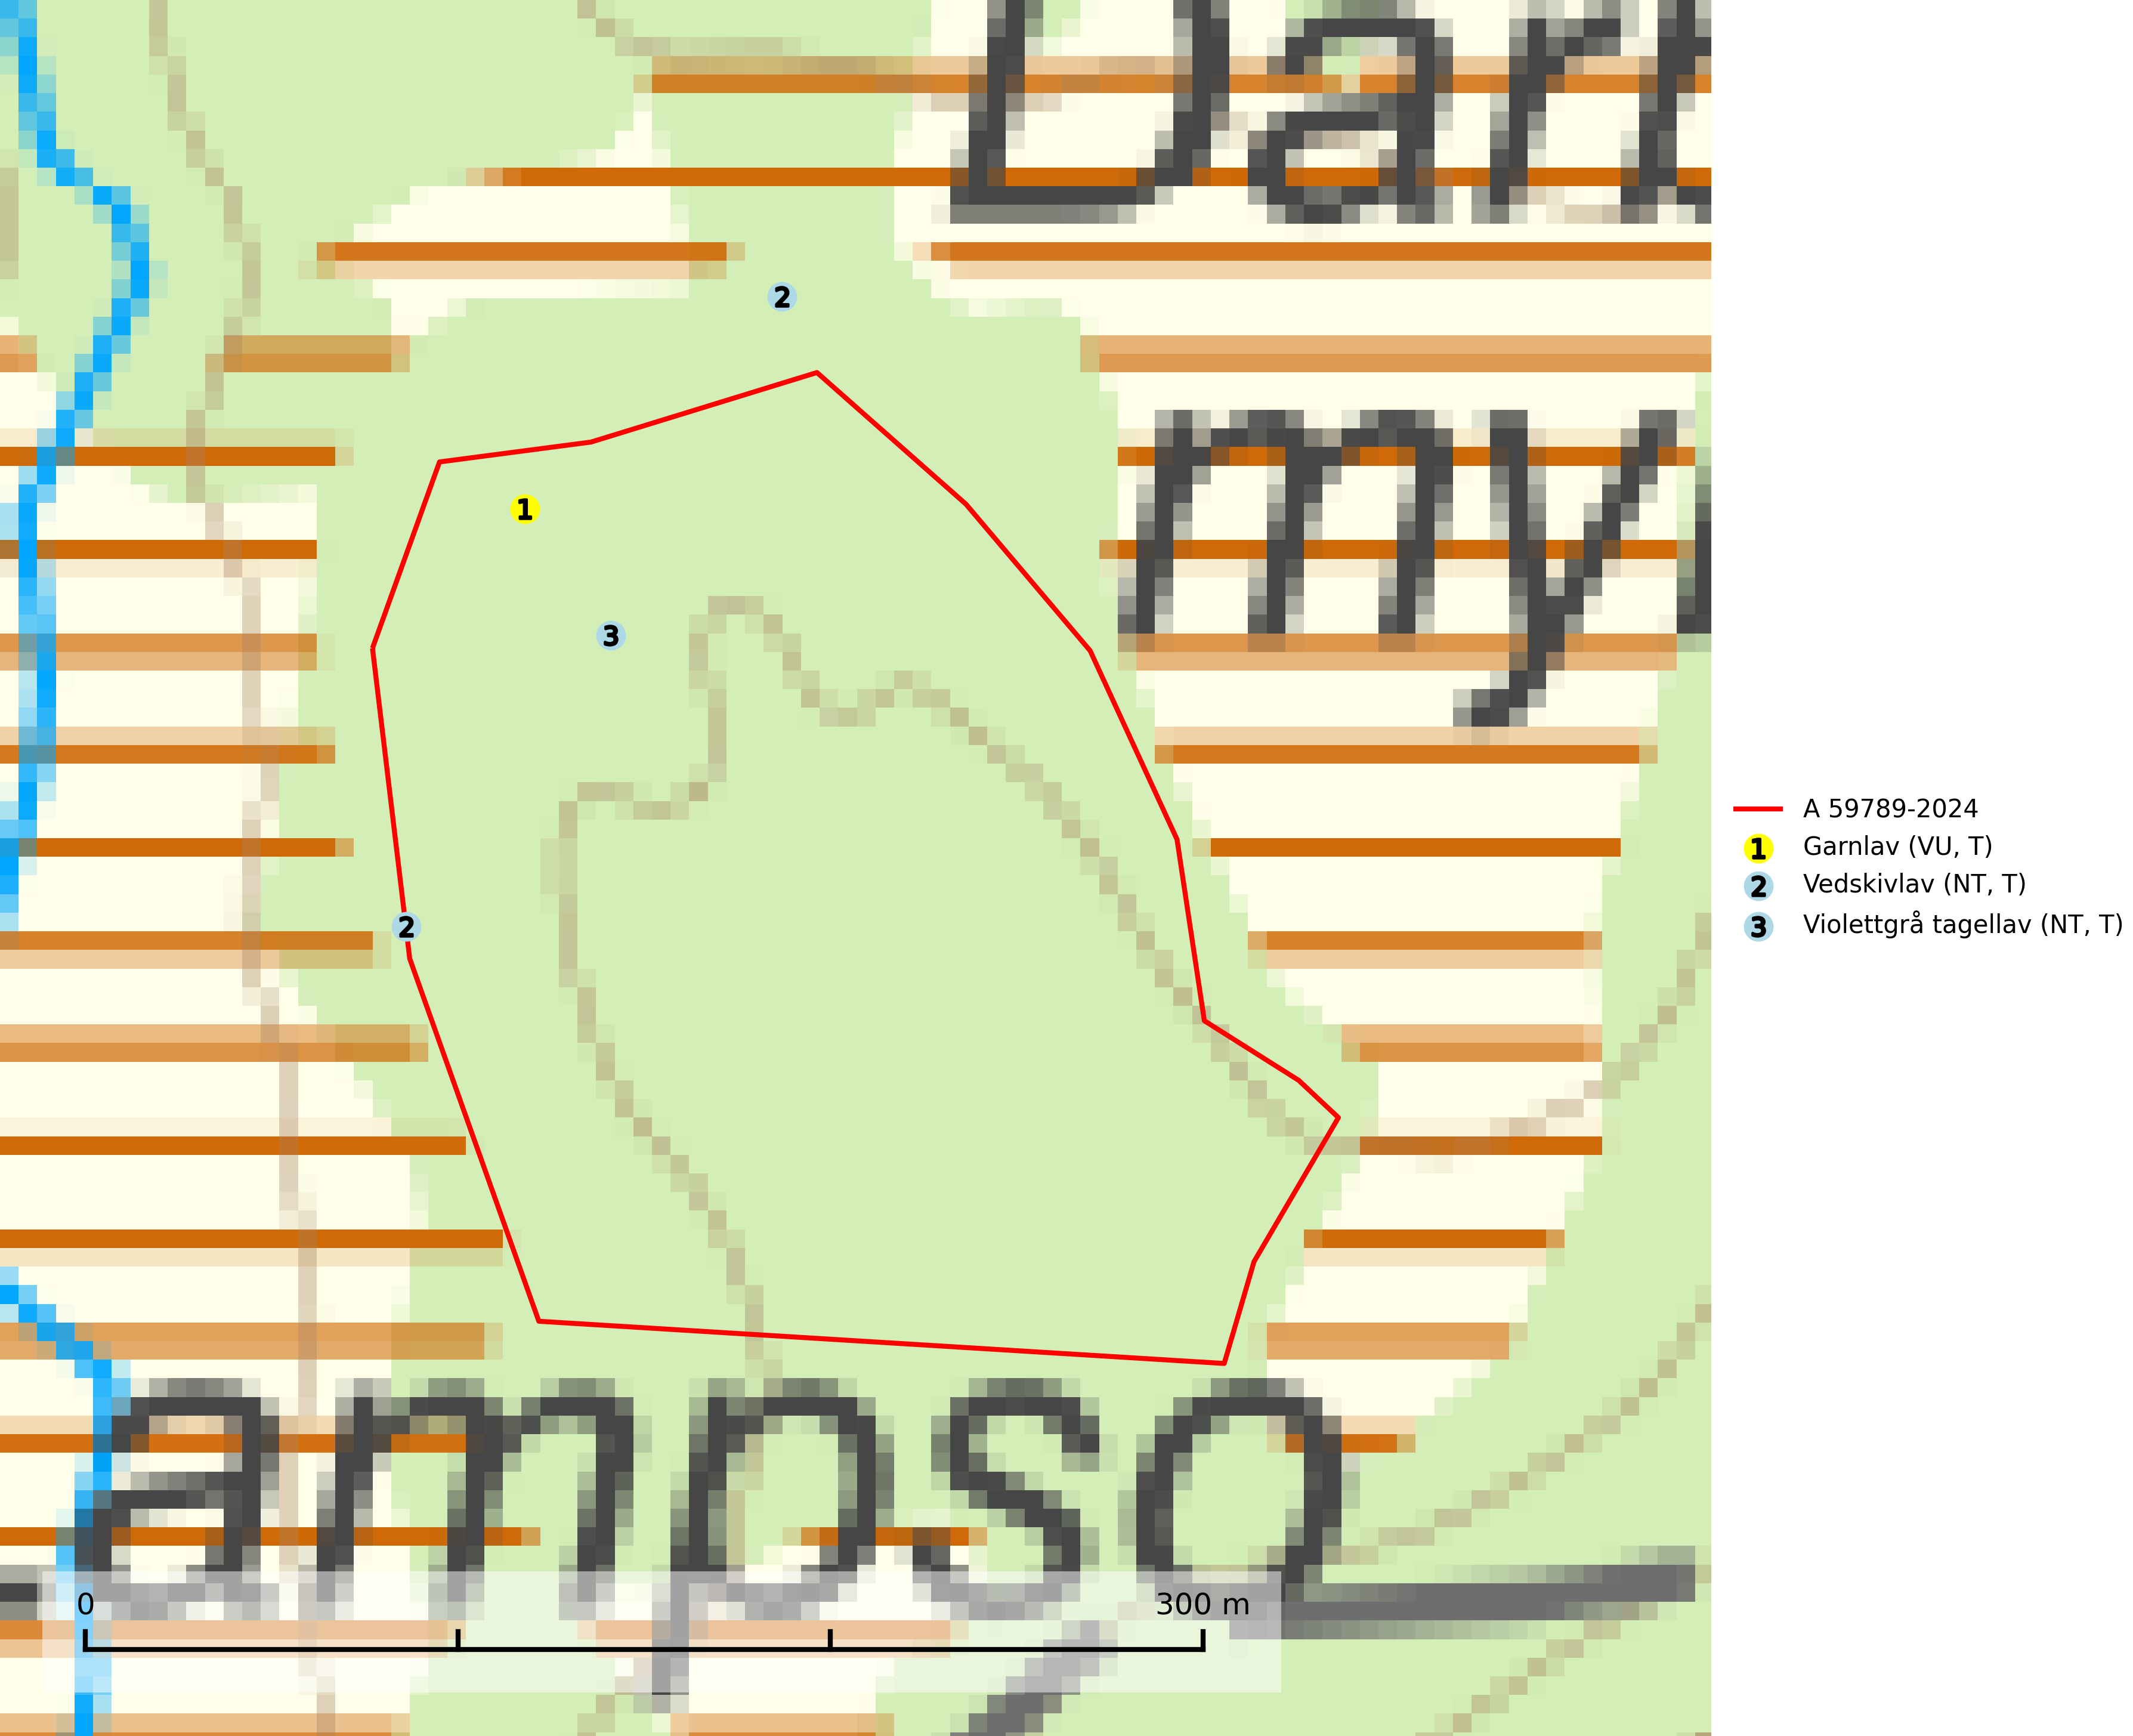 2
1
3
2
0
300 m
A 59789-2024
1 Garnlav (VU, T)
2 Vedskivlav (NT, T)
3 Violettgrå tagellav (NT, T)